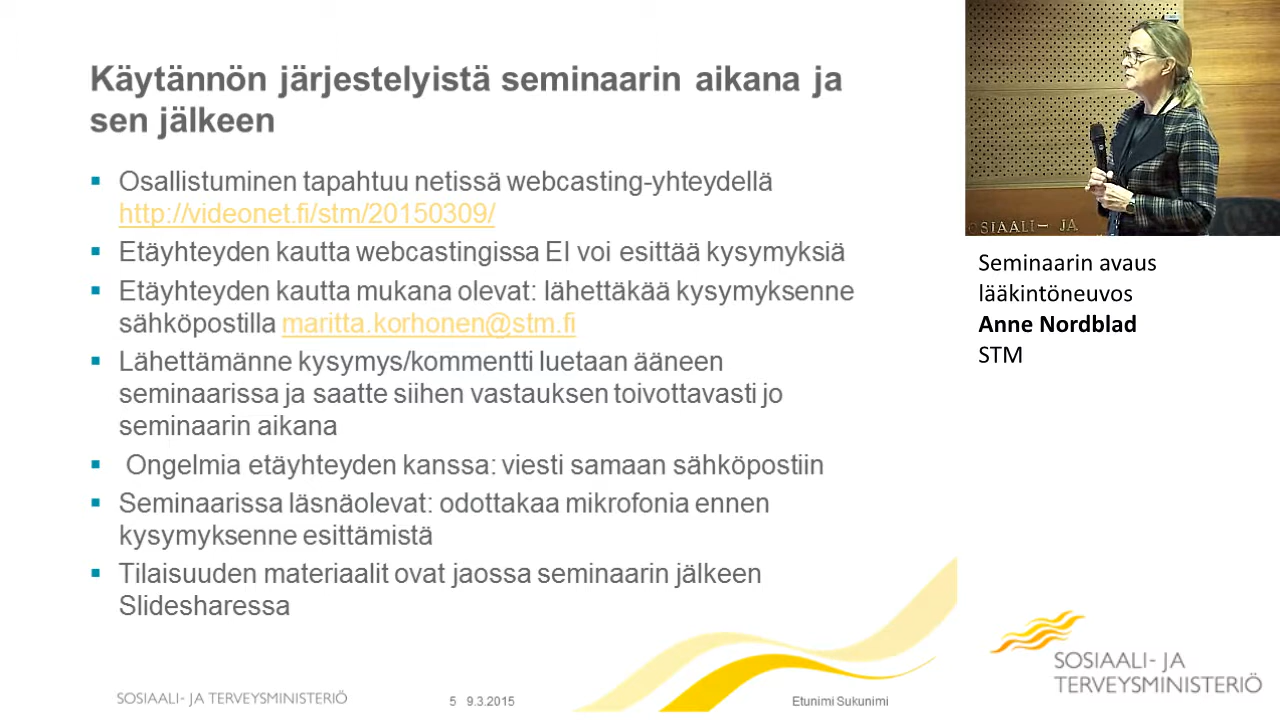 Käytännön järjestelyistä seminaarin aikana ja
sen jälkeen
Osallistuminen tapahtuu netissä webcasting-yhteydellä
http://videonet.fi/stm/20150309/
Etäyhteyden kautta webcastingissa EI voi esittää kysymyksiä
Etäyhteyden kautta mukana olevat: lähettäkää kysymyksenne
sähköpostilla maritta.korhonen@stm.fi
Lähettämänne kysymys/kommentti luetaan ääneen
seminaarissa ja saatte siihen vastauksen toivottavasti jo
seminaarin aikana
Ongelmia etäyhteyden kanssa: viesti samaan sähköpostiin
Seminaarissa läsnäolevat: odottakaa mikrofonia ennen
kysymyksenne esittämistä
Tilaisuuden materiaalit ovat jaossa seminaarin jälkeen
Slidesharessa
SOSIAALI- JA TERVEYSMINISTERIÖ
5 9.3.2015
Etunimi Sukunimi
SOSIAALI- JA
Seminaarin avaus
lääkintöneuvos
Anne Nordblad
STM
SOSIAALI- JA
TERVEYSMINISTERIÖ